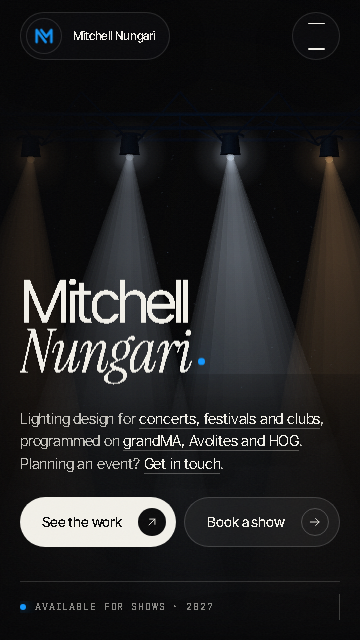 Mitchell Nungari
Mitchell
Nungari
Lighting design for concerts, festivals and clubs,
programmed on grandMA, Avolites and HOG.
Planning an event? Get in touch.
See the work
Book a show
AVAILABLE FOR SHOWS · 2027